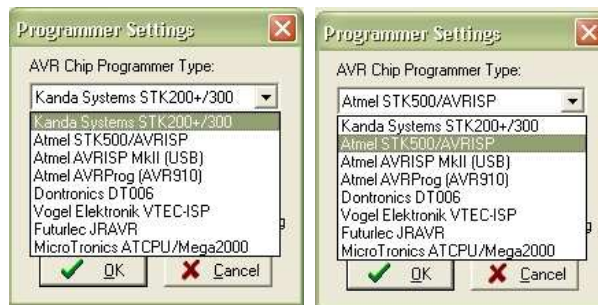 Programmer Settings
AVR Chip Programmer Type:
Kanda Systems STK200+/300
Kanda Systems STK200+/300
Atmel STK500/AVRISP
Atmel AVRISP MkII (USB)
Atmel AVRProg (AVR910)
Dontronics DT006
Vogel Elektronik VTEC-ISP
Futurlec JRAVR
MicroTronics ATCPU/Mega2000
OK
Cancel
Programmer Settings
AVR Chip Programmer Type:
Atmel STK500/AVRISP
Kanda Systems STK200+/300
Atmel STK500/AVRISP
Atmel AVRISP MkII (USB)
Atmel AVRProg (AVR910)
Dontronics DT006
Vogel Elektronik VTEC-ISP
Futurlec JRAVR
MicroTronics ATCPU/Mega2000
OK
Cancel